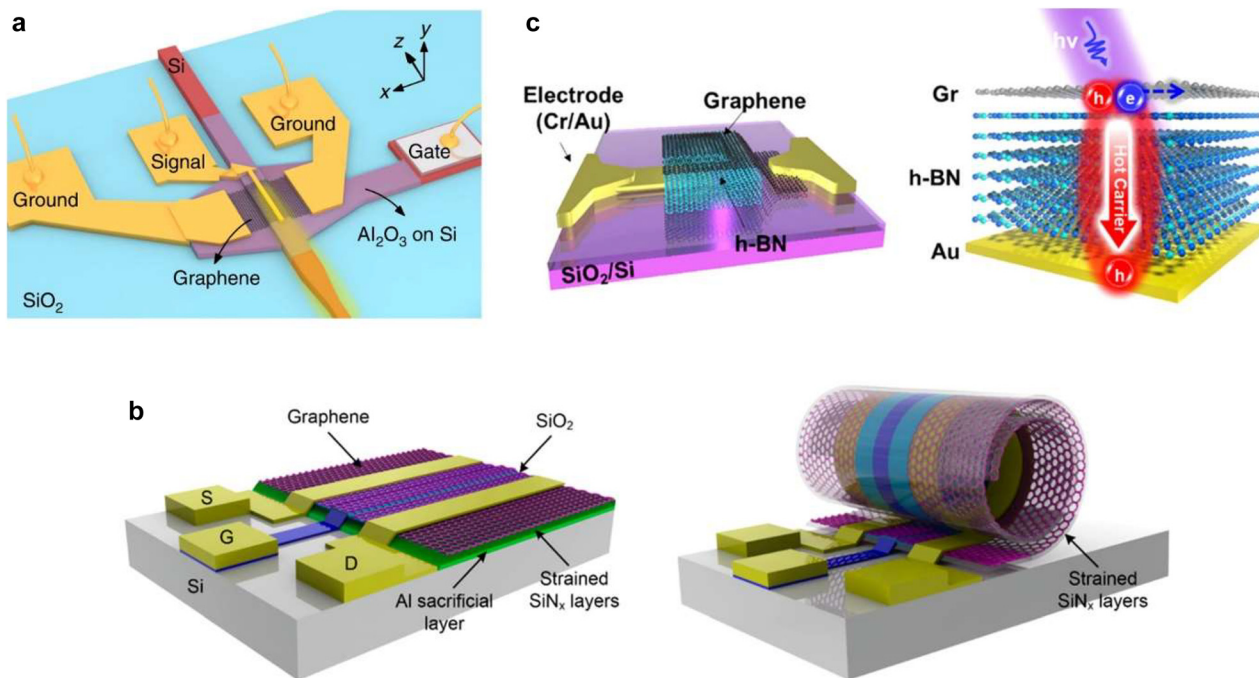 a
Si
z
y
x
Ground
Signal
Gate
Ground
Al₂O₃ on Si
Graphene
SiO₂
c
Electrode
(Cr/Au)
Graphene
h-BN
SiO₂/Si
hν
Gr
h
e
h-BN
Hot Carrier
Au
h
b
Graphene
SiO₂
S
G
D
Si
Al sacrificial
layer
Strained
SiNₓ layers
Strained
SiNₓ layers